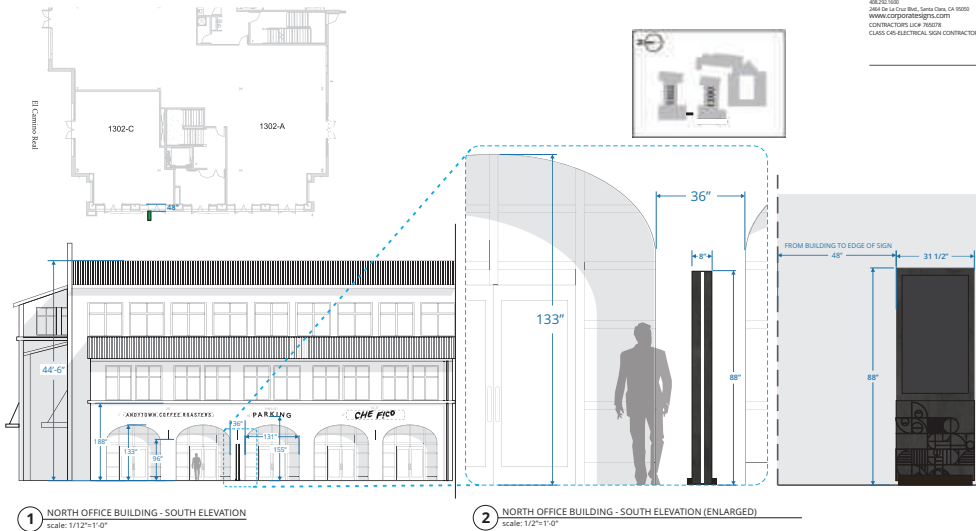 408.292.1600
2464 De La Cruz Blvd., Santa Clara, CA 95050
www.corporatesigns.com
CONTRACTOR'S LIC# 765078
CLASS C45-ELECTRICAL SIGN CONTRACTOR
El Camino Real
1302-C
1302-A
48"
36"
8"
133"
88"
FROM BUILDING TO EDGE OF SIGN
48"
31 1/2"
88"
44'-6"
ANDYTOWN COFFEE ROASTERS
PARKING
CHE FICO
188"
133"
96"
36"
131"
155"
1 NORTH OFFICE BUILDING - SOUTH ELEVATION
scale: 1/12"=1'-0"
2 NORTH OFFICE BUILDING - SOUTH ELEVATION (ENLARGED)
scale: 1/2"=1'-0"